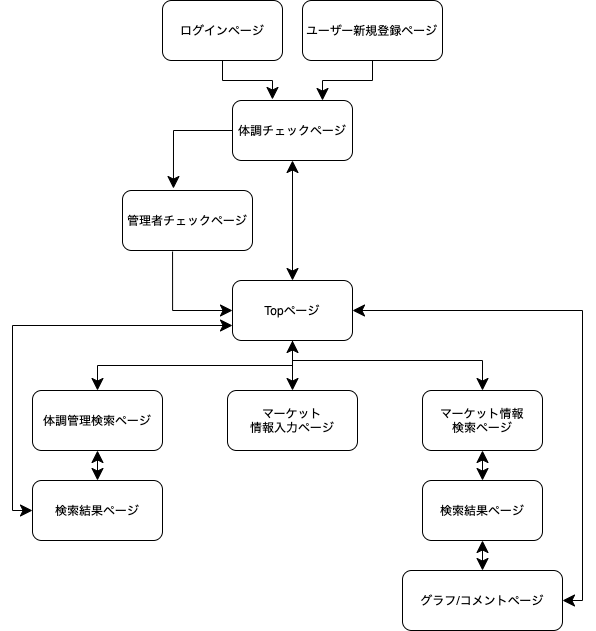 ログインページ
ユーザー新規登録ページ
体調チェックページ
管理者チェックページ
Topページ
体調管理検索ページ
マーケット
情報入力ページ
マーケット情報
検索ページ
検索結果ページ
検索結果ページ
グラフ/コメントページ